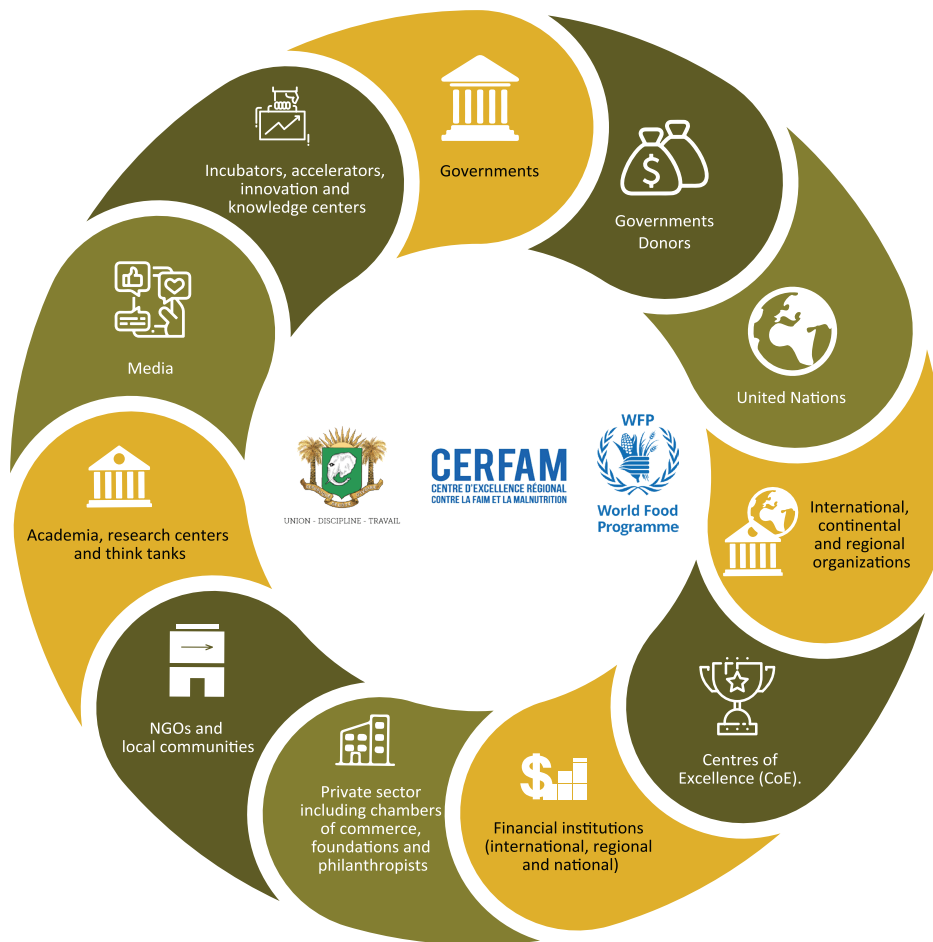 Governments
Governments
Donors
United Nations
International,
continental
and regional
organizations
Centres of
Excellence (CoE).
Financial institutions
(international, regional
and national)
Private sector
including chambers
of commerce,
foundations and
philanthropists
NGOs and
local communities
Academia, research centers
and think tanks
Media
Incubators, accelerators,
innovation and
knowledge centers
UNION - DISCIPLINE - TRAVAIL
CERFAM
CENTRE D'EXCELLENCE RÉGIONAL
CONTRE LA FAIM ET LA MALNUTRITION
WFP
World Food
Programme